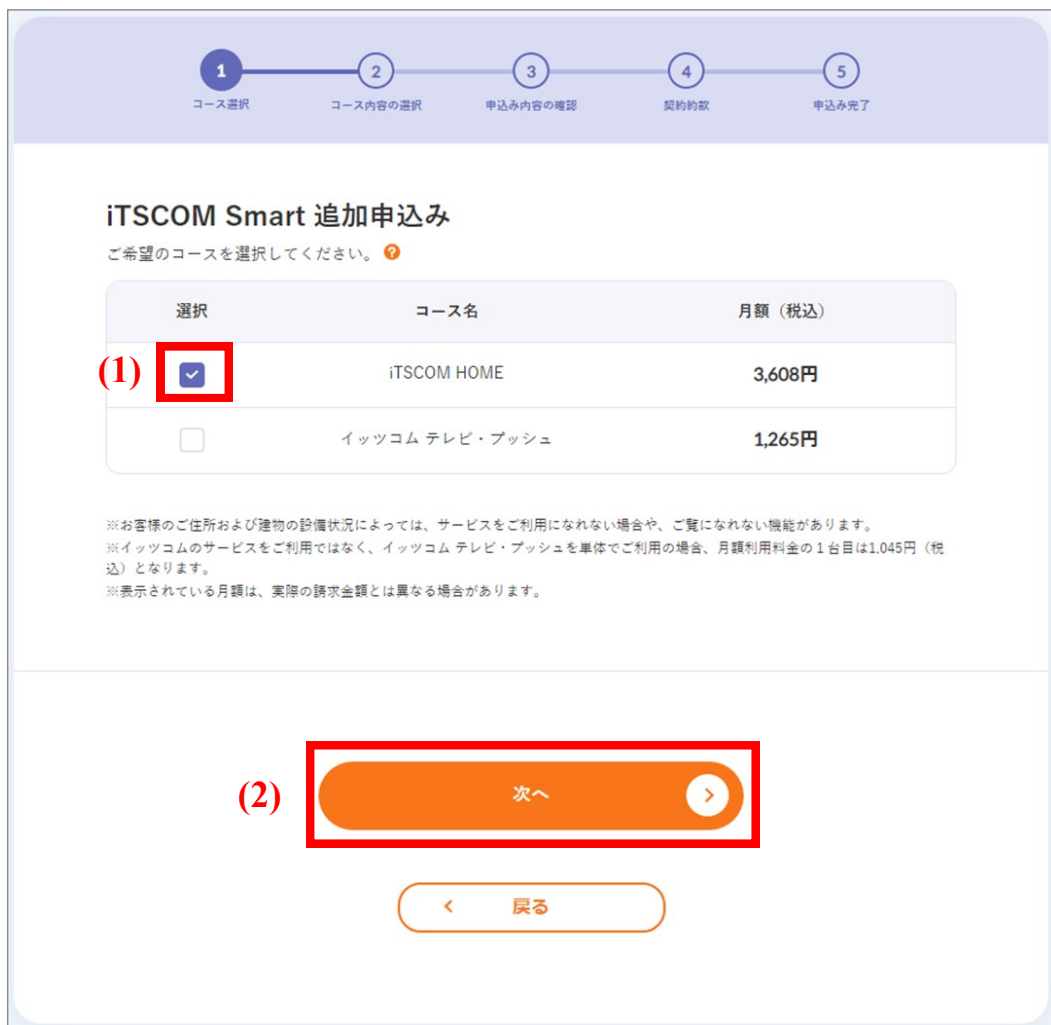 1 2 3 4 5
コース選択 コース内容の選択 申込み内容の確認 契約約款 申込み完了
iTSCOM Smart 追加申込み
ご希望のコースを選択してください。 ?
選択 コース名 月額（税込）
(1) iTSCOM HOME 3,608円
イッツコム テレビ・プッシュ 1,265円
※お客様のご住所および建物の設備状況によっては、サービスをご利用になれない場合や、ご覧になれない機能があります。
※イッツコムのサービスをご利用ではなく、イッツコム テレビ・プッシュを単体でご利用の場合、月額利用料金の１台目は1,045円（税
込）となります。
※表示されている月額は、実際の請求金額とは異なる場合があります。
(2) 次へ
戻る